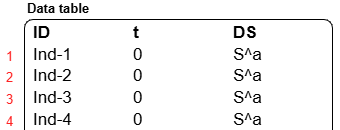 Data table
ID t DS
1 Ind-1 0 S^a
2 Ind-2 0 S^a
3 Ind-3 0 S^a
4 Ind-4 0 S^a